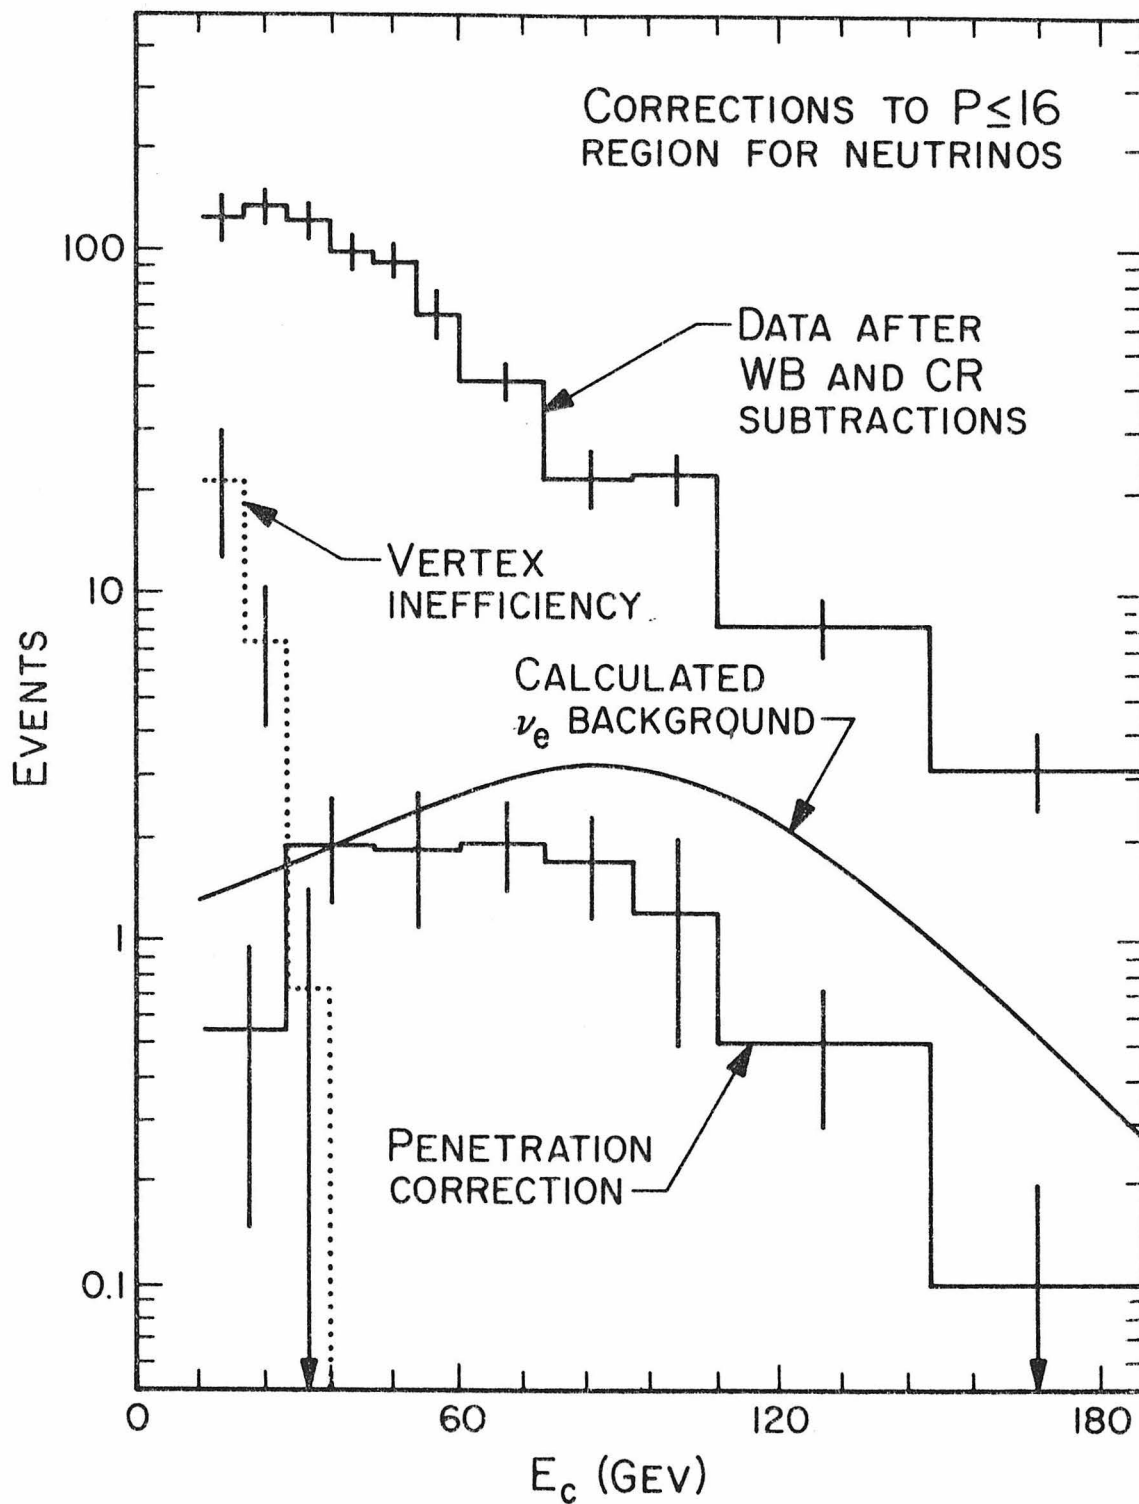 CORRECTIONS TO P≤16
REGION FOR NEUTRINOS
100
DATA AFTER
WB AND CR
SUBTRACTIONS
VERTEX
INEFFICIENCY
10
EVENTS
CALCULATED
νe BACKGROUND
1
PENETRATION
CORRECTION
0.1
0
60
120
180
Ec (GEV)